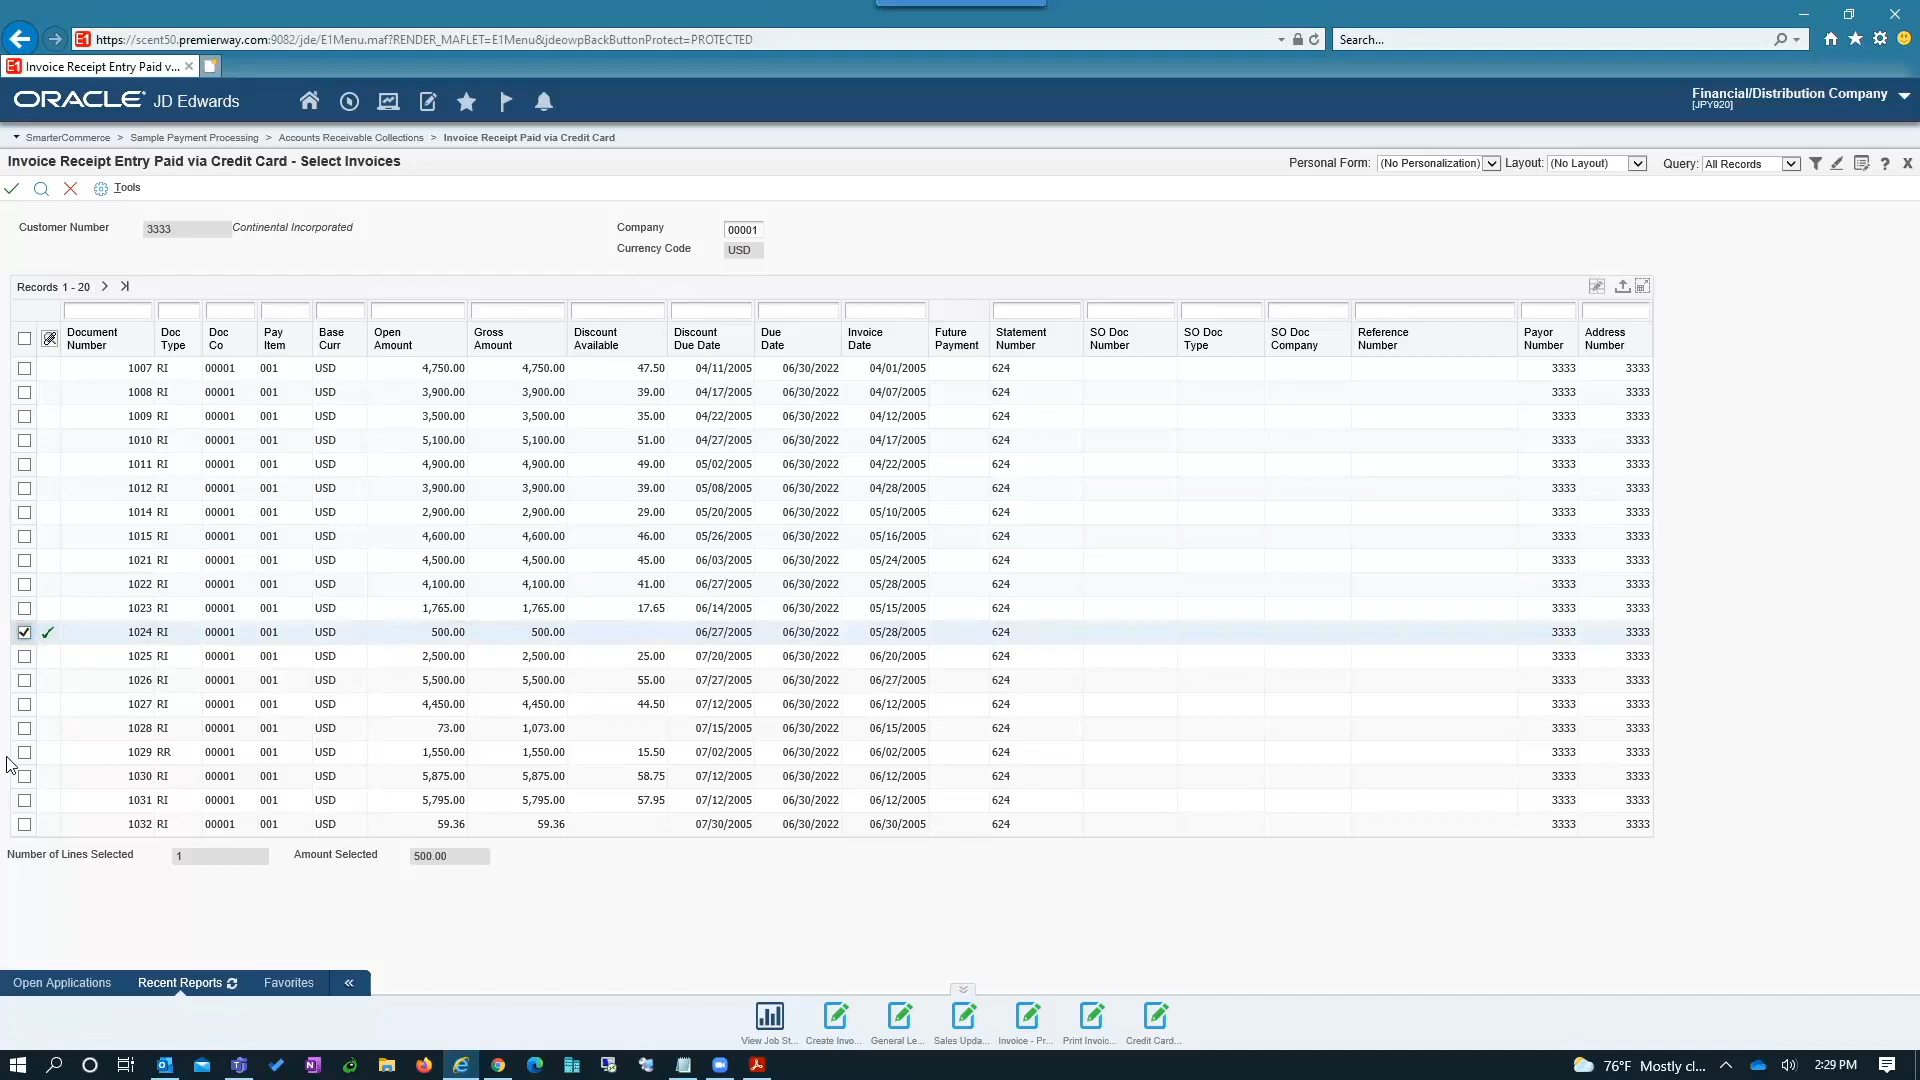 https://scent50.premierway.com:9082/jde/E1Menu.maf?RENDER_MAFLET=E1Menu&jdeowpBackButtonProtect=PROTECTED Search...
E1 Invoice Receipt Entry Paid v...
ORACLE JD Edwards Financial/Distribution Company
[JPY920]
SmarterCommerce > Sample Payment Processing > Accounts Receivable Collections > Invoice Receipt Paid via Credit Card
Invoice Receipt Entry Paid via Credit Card - Select Invoices Personal Form: (No Personalization) Layout: (No Layout) Query: All Records ? X
Tools
Customer Number 3333 Continental Incorporated Company 00001
Currency Code USD
Records 1 - 20
Document Number Doc Type Doc Co Pay Item Base Curr Open Amount Gross Amount Discount Available Discount Due Date Due Date Invoice Date Future Payment Statement Number SO Doc Number SO Doc Type SO Doc Company Reference Number Payor Number Address Number
1007 RI 00001 001 USD 4,750.00 4,750.00 47.50 04/11/2005 06/30/2022 04/01/2005 624 3333 3333
1008 RI 00001 001 USD 3,900.00 3,900.00 39.00 04/17/2005 06/30/2022 04/07/2005 624 3333 3333
1009 RI 00001 001 USD 3,500.00 3,500.00 35.00 04/22/2005 06/30/2022 04/12/2005 624 3333 3333
1010 RI 00001 001 USD 5,100.00 5,100.00 51.00 04/27/2005 06/30/2022 04/17/2005 624 3333 3333
1011 RI 00001 001 USD 4,900.00 4,900.00 49.00 05/02/2005 06/30/2022 04/22/2005 624 3333 3333
1012 RI 00001 001 USD 3,900.00 3,900.00 39.00 05/08/2005 06/30/2022 04/28/2005 624 3333 3333
1014 RI 00001 001 USD 2,900.00 2,900.00 29.00 05/20/2005 06/30/2022 05/10/2005 624 3333 3333
1015 RI 00001 001 USD 4,600.00 4,600.00 46.00 05/26/2005 06/30/2022 05/16/2005 624 3333 3333
1021 RI 00001 001 USD 4,500.00 4,500.00 45.00 06/03/2005 06/30/2022 05/24/2005 624 3333 3333
1022 RI 00001 001 USD 4,100.00 4,100.00 41.00 06/27/2005 06/30/2022 05/28/2005 624 3333 3333
1023 RI 00001 001 USD 1,765.00 1,765.00 17.65 06/14/2005 06/30/2022 05/15/2005 624 3333 3333
1024 RI 00001 001 USD 500.00 500.00 06/27/2005 06/30/2022 05/28/2005 624 3333 3333
1025 RI 00001 001 USD 2,500.00 2,500.00 25.00 07/20/2005 06/30/2022 06/20/2005 624 3333 3333
1026 RI 00001 001 USD 5,500.00 5,500.00 55.00 07/27/2005 06/30/2022 06/27/2005 624 3333 3333
1027 RI 00001 001 USD 4,450.00 4,450.00 44.50 07/12/2005 06/30/2022 06/12/2005 624 3333 3333
1028 RI 00001 001 USD 73.00 1,073.00 07/15/2005 06/30/2022 06/15/2005 624 3333 3333
1029 RR 00001 001 USD 1,550.00 1,550.00 15.50 07/02/2005 06/30/2022 06/02/2005 624 3333 3333
1030 RI 00001 001 USD 5,875.00 5,875.00 58.75 07/12/2005 06/30/2022 06/12/2005 624 3333 3333
1031 RI 00001 001 USD 5,795.00 5,795.00 57.95 07/12/2005 06/30/2022 06/12/2005 624 3333 3333
1032 RI 00001 001 USD 59.36 59.36 07/30/2005 06/30/2022 06/30/2005 624 3333 3333
Number of Lines Selected 1 Amount Selected 500.00
Open Applications Recent Reports Favorites «
View Job St... Create Invo... General Le... Sales Upda... Invoice - Pr... Print Invoic... Credit Card...
76°F Mostly cl... 2:29 PM